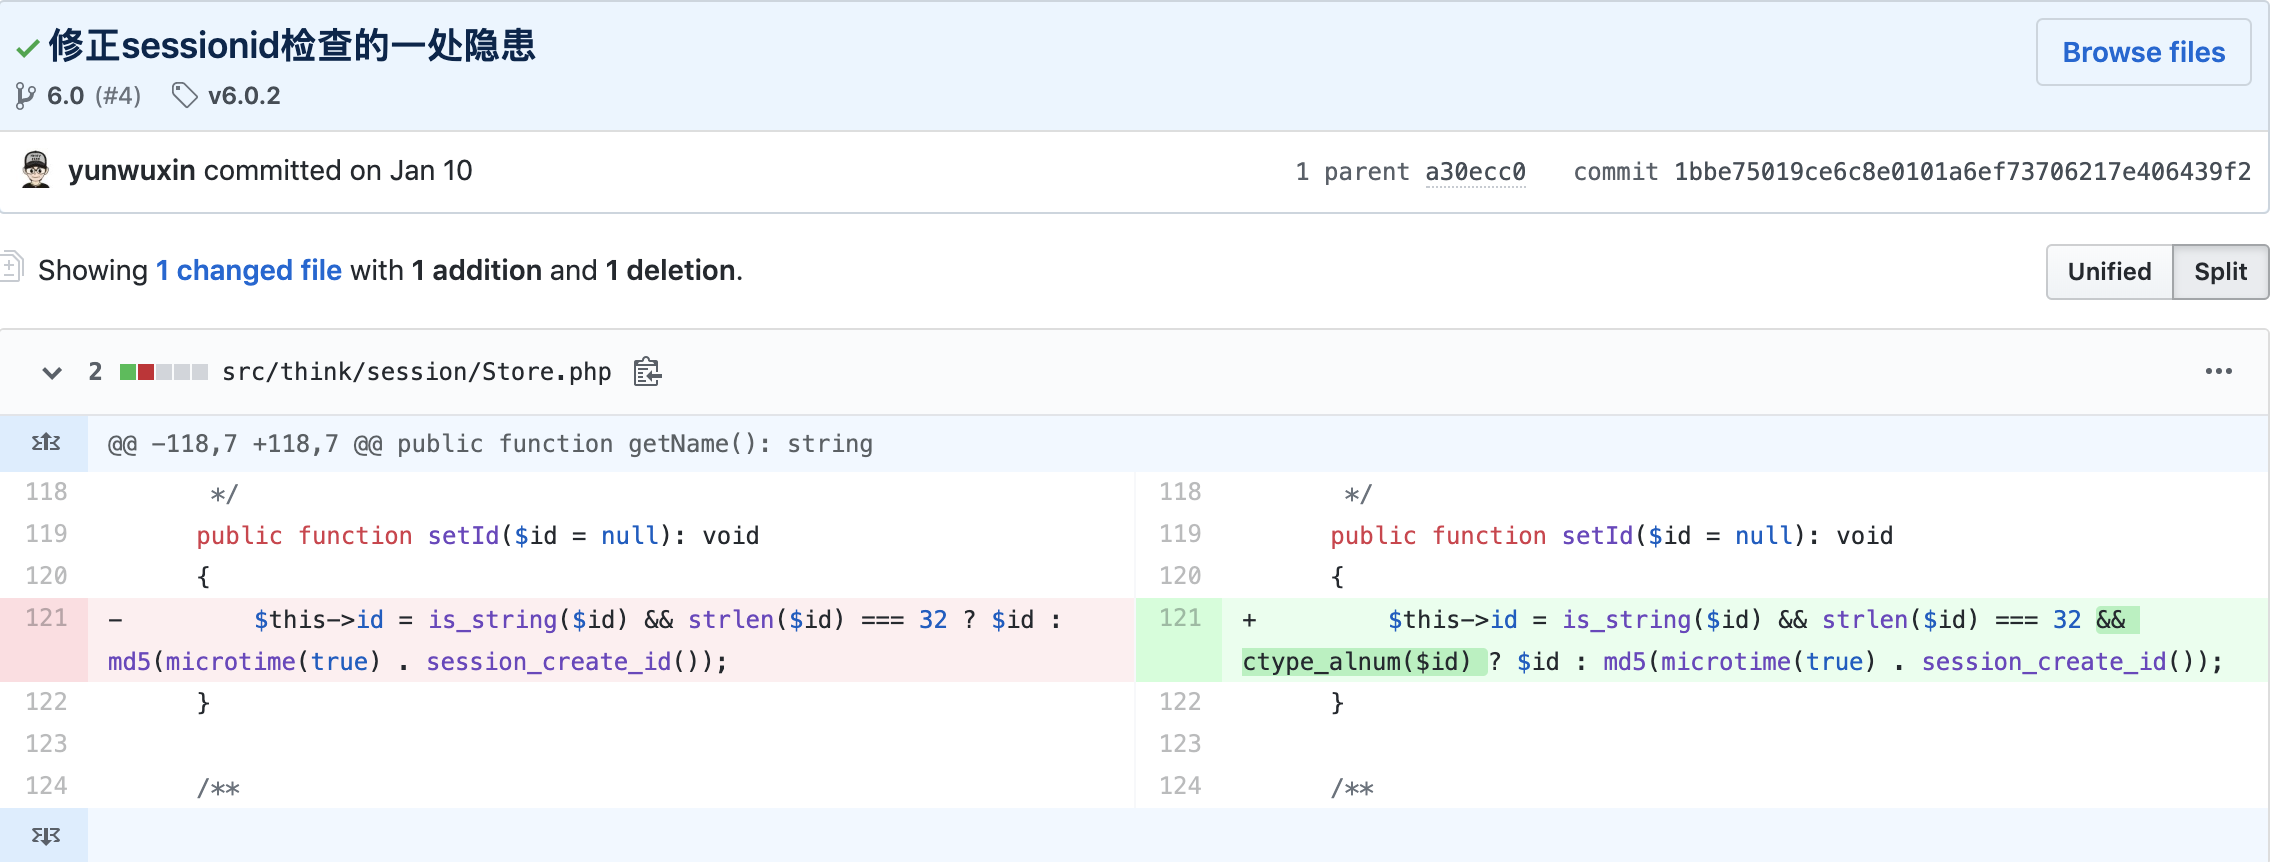 修正sessionid检查的一处隐患
Browse files
6.0 (#4) v6.0.2
yunwuxin committed on Jan 10
1 parent a30ecc0 commit 1bbe75019ce6c8e0101a6ef73706217e406439f2
Showing 1 changed file with 1 addition and 1 deletion.
Unified Split
2 src/think/session/Store.php
@@ -118,7 +118,7 @@ public function getName(): string
118 */
119 public function setId($id = null): void
120 {
121 - $this->id = is_string($id) && strlen($id) === 32 ? $id :
md5(microtime(true) . session_create_id());
122 }
123
124 /**
118 */
119 public function setId($id = null): void
120 {
121 + $this->id = is_string($id) && strlen($id) === 32 &&
ctype_alnum($id) ? $id : md5(microtime(true) . session_create_id());
122 }
123
124 /**